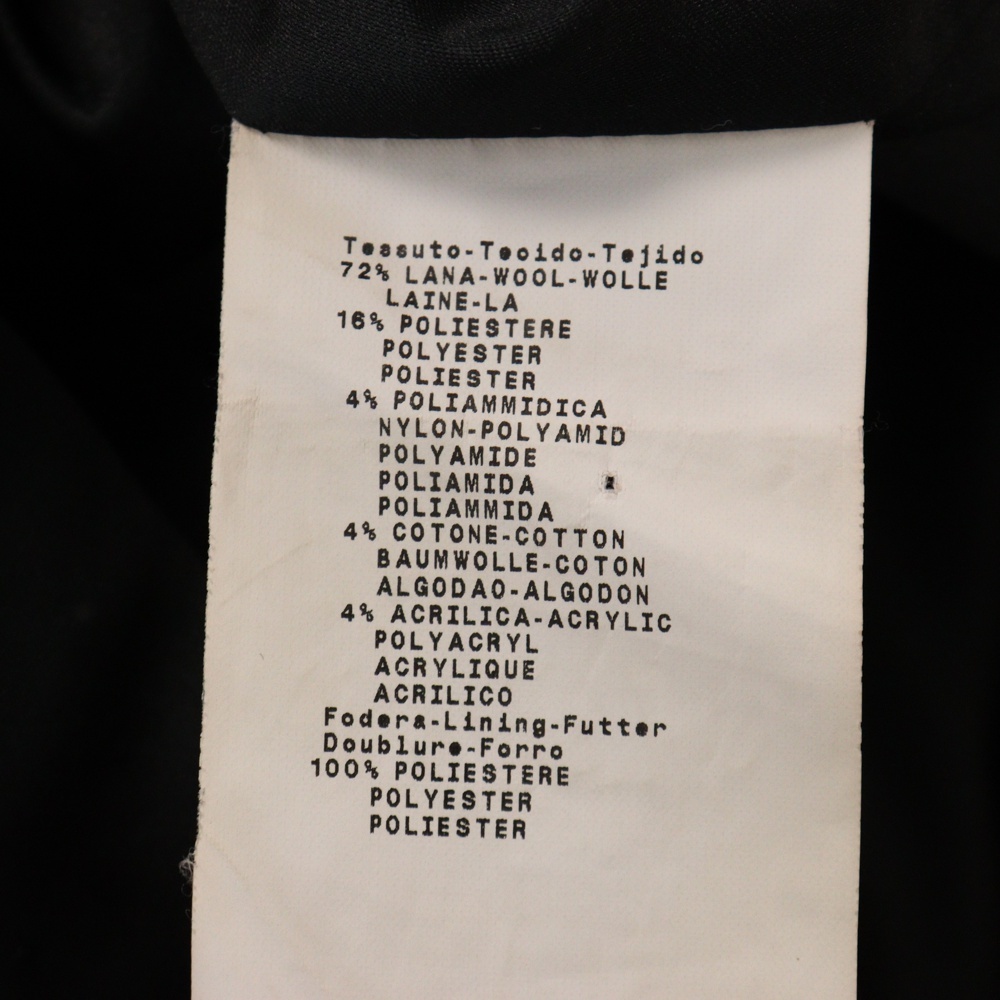 Tessuto-Tecido-Tejido
72% LANA-WOOL-WOLLE
LAINE-LA
16% POLIESTERE
POLYESTER
POLIESTER
4% POLIAMMIDICA
NYLON-POLYAMID
POLYAMIDE
POLIAMIDA
POLIAMMIDA
4% COTONE-COTTON
BAUMWOLLE-COTON
ALGODAO-ALGODON
4% ACRILICA-ACRYLIC
POLYACRYL
ACRYLIQUE
ACRILICO
Fodera-Lining-Futter
Doublure-Forro
100% POLIESTERE
POLYESTER
POLIESTER